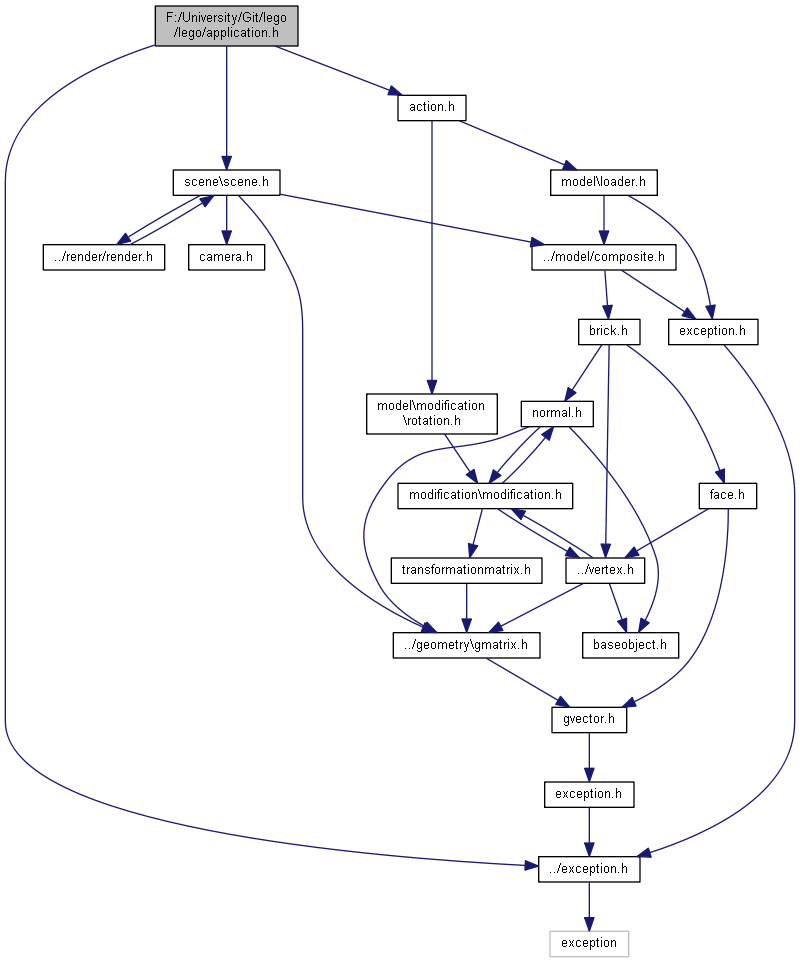 F:/University/Git/lego
/lego/application.h
action.h
scene\scene.h
model\loader.h
../render/render.h
camera.h
../model/composite.h
brick.h
exception.h
model\modification
\rotation.h
normal.h
modification\modification.h
face.h
transformationmatrix.h
../vertex.h
../geometry\gmatrix.h
baseobject.h
gvector.h
exception.h
../exception.h
exception